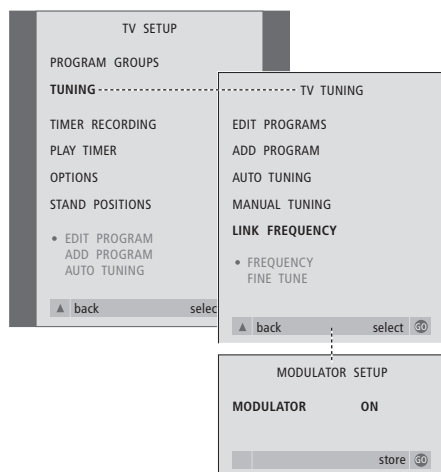 TV SETUP
PROGRAM GROUPS
TUNING
TIMER RECORDING
PLAY TIMER
OPTIONS
STAND POSITIONS
• EDIT PROGRAM
ADD PROGRAM
AUTO TUNING
▲ back selec
TV TUNING
EDIT PROGRAMS
ADD PROGRAM
AUTO TUNING
MANUAL TUNING
LINK FREQUENCY
• FREQUENCY
FINE TUNE
▲ back select GO
MODULATOR SETUP
MODULATOR ON
store GO